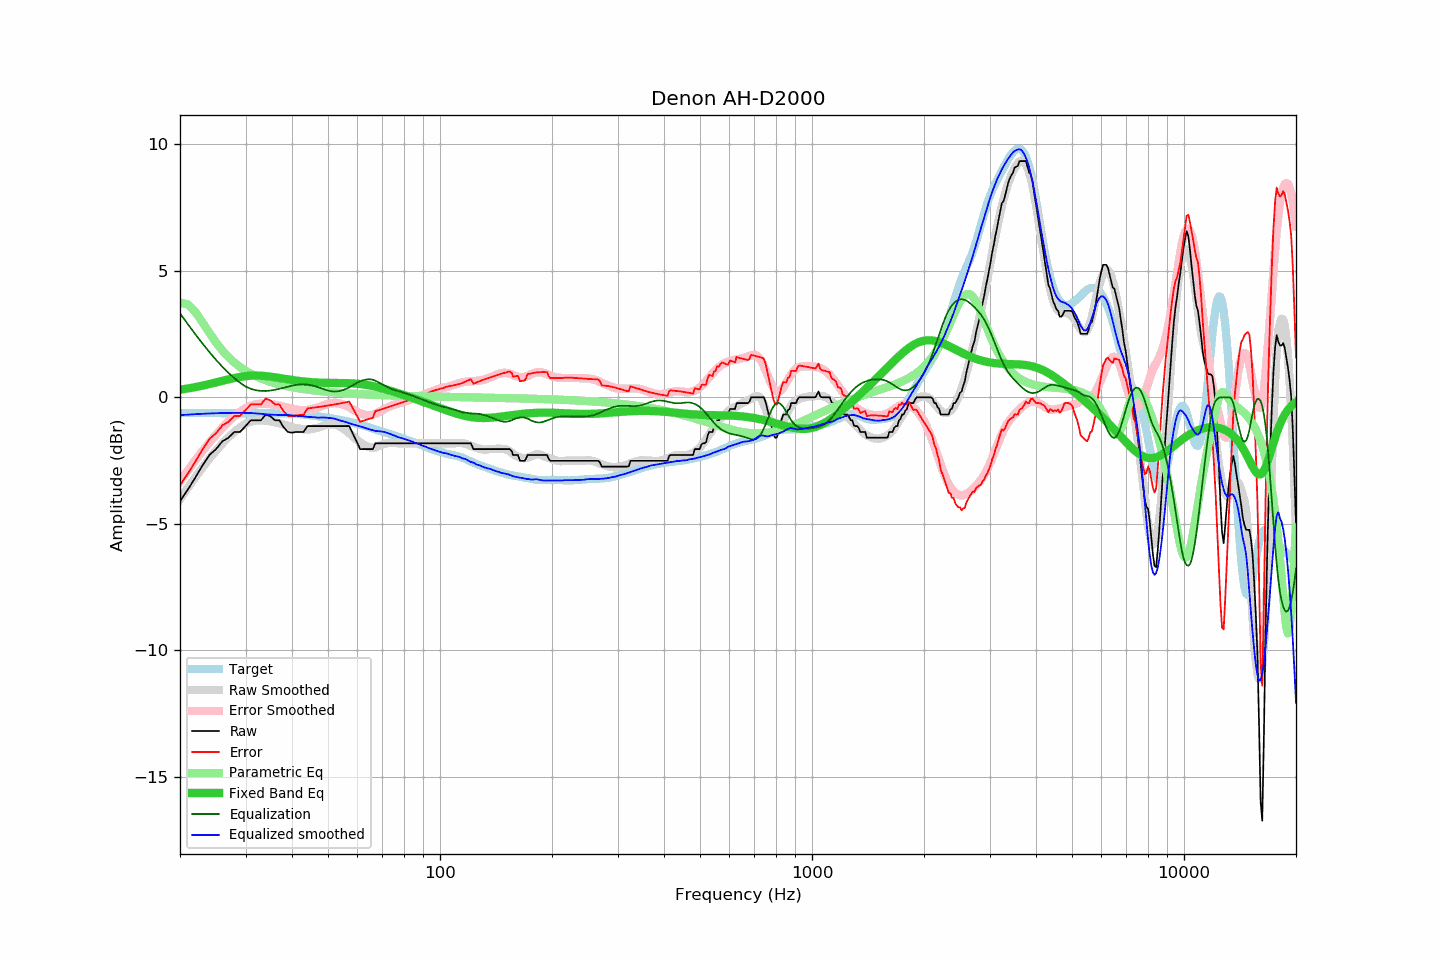 Denon AH-D2000
10
5
0
−5
−10
−15
Amplitude (dBr)
Target
Raw Smoothed
Error Smoothed
Raw
Error
Parametric Eq
Fixed Band Eq
Equalization
Equalized smoothed
100
1000
10000
Frequency (Hz)